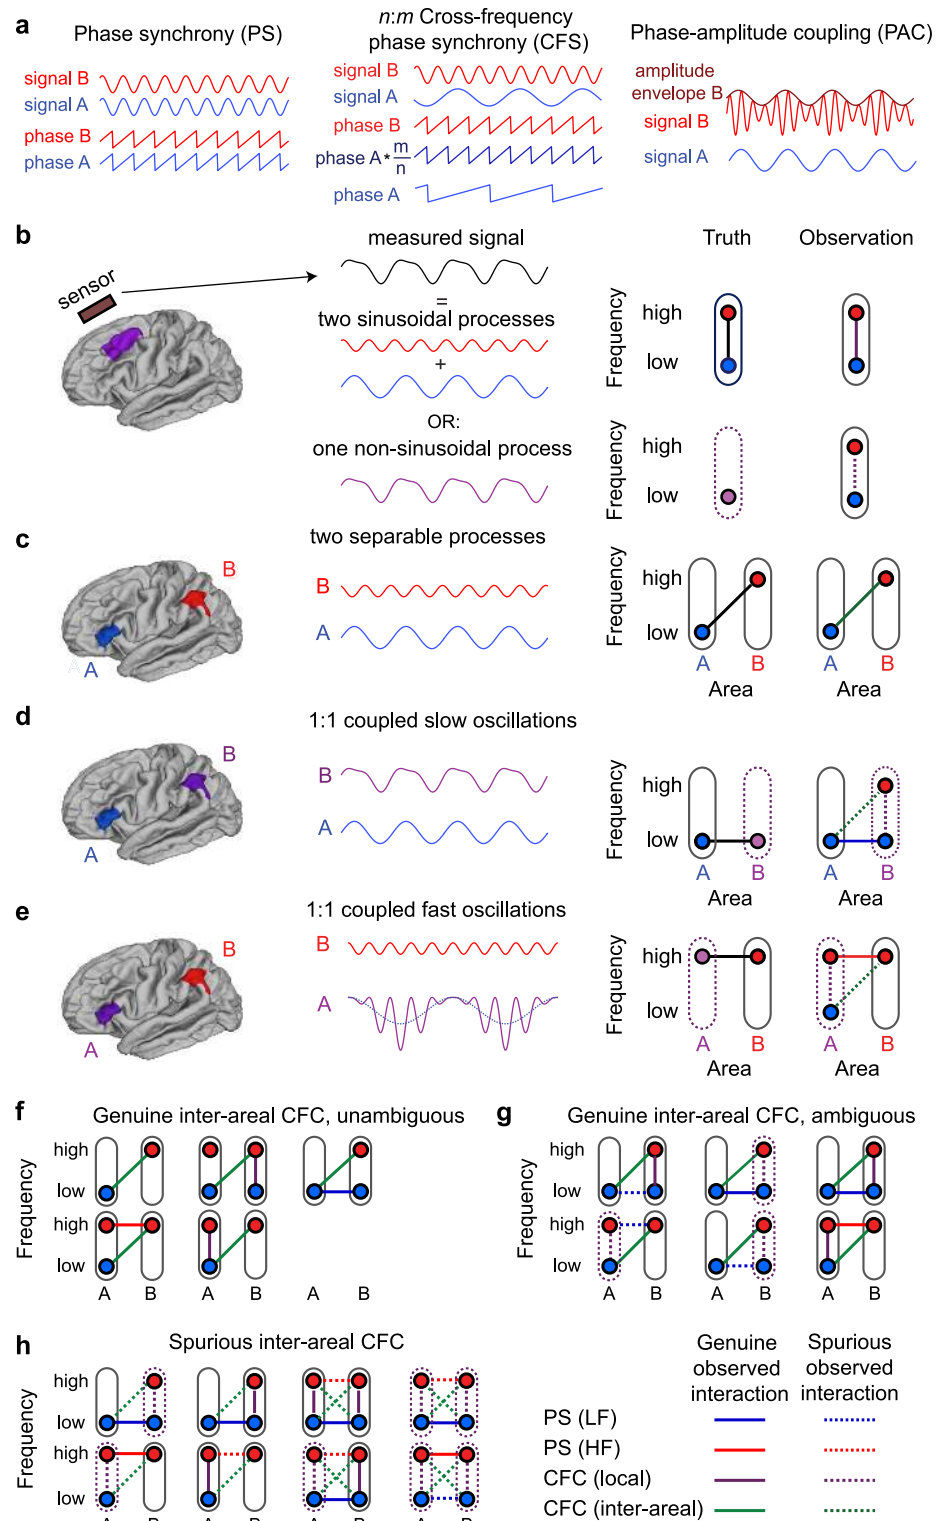 a
Phase synchrony (PS)
n:m Cross-frequency
phase synchrony (CFS)
Phase-amplitude coupling (PAC)
signal B
signal A
phase B
phase A
signal B
signal A
phase B
phase A * m/n
phase A
amplitude
envelope B
signal B
signal A
b
sensor
measured signal
=
two sinusoidal processes
+
OR:
one non-sinusoidal process
Truth
Observation
Frequency
high
low
Frequency
high
low
c
B
A
A
two separable processes
B
A
Frequency
high
low
A
B
A
B
Area
Area
d
B
A
1:1 coupled slow oscillations
B
A
Frequency
high
low
A
B
A
B
Area
Area
e
B
A
1:1 coupled fast oscillations
B
A
Frequency
high
low
A
B
A
B
Area
Area
f
Genuine inter-areal CFC, unambiguous
Frequency
high
low
high
low
A
B
A
B
A
B
g
Genuine inter-areal CFC, ambiguous
Frequency
high
low
high
low
A
B
A
B
A
B
h
Spurious inter-areal CFC
Frequency
high
low
high
low
A
B
A
B
A
B
A
B
Genuine
observed
interaction
Spurious
observed
interaction
PS (LF)
PS (HF)
CFC (local)
CFC (inter-areal)